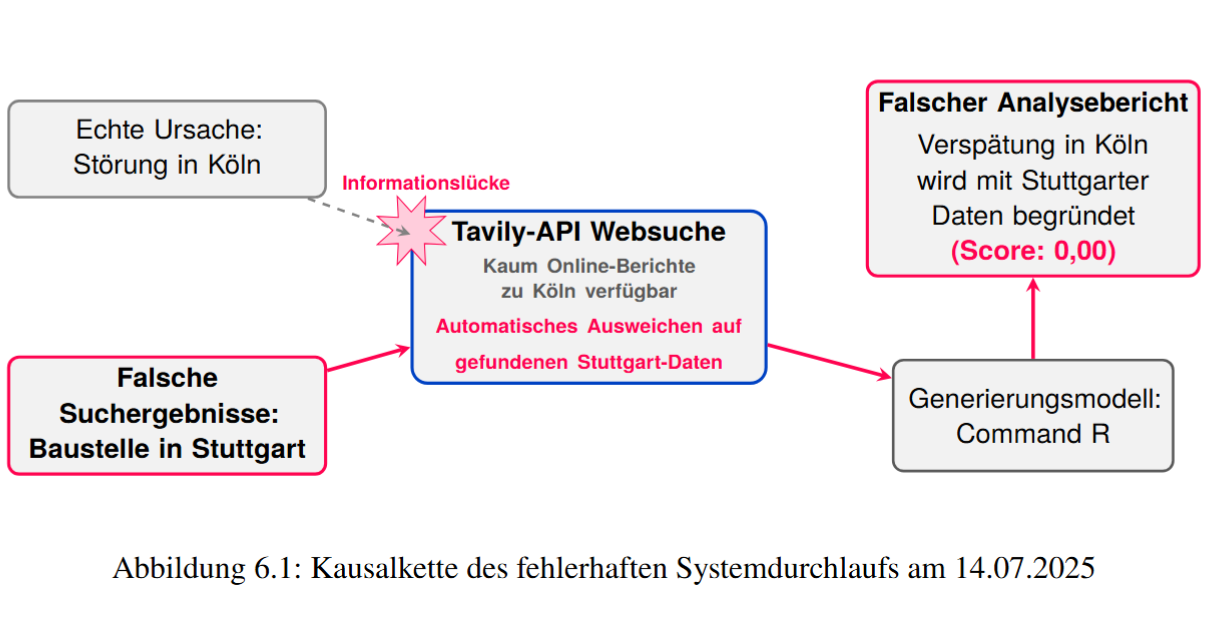 Echte Ursache:
Störung in Köln
Informationslücke
Tavily-API Websuche
Kaum Online-Berichte
zu Köln verfügbar
Automatisches Ausweichen auf
gefundenen Stuttgart-Daten
Falsche
Suchergebnisse:
Baustelle in Stuttgart
Falscher Analysebericht
Verspätung in Köln
wird mit Stuttgarter
Daten begründet
(Score: 0,00)
Generierungsmodell:
Command R
Abbildung 6.1: Kausalkette des fehlerhaften Systemdurchlaufs am 14.07.2025